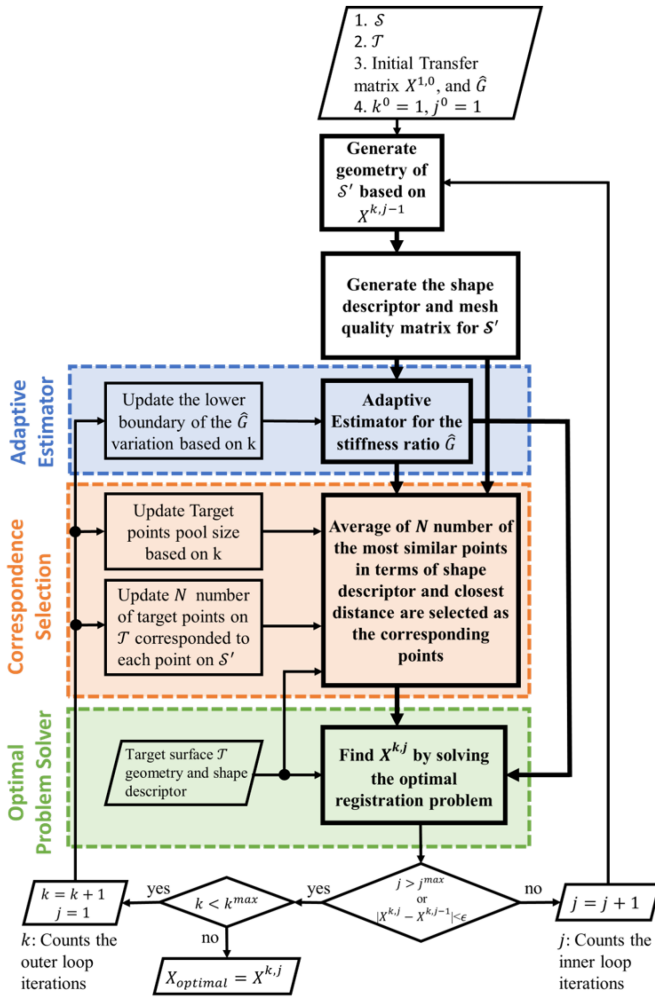 1. 𝒮
2. 𝒯
3. Initial Transfer
matrix X^{1,0}, and Ĝ
4. k^0 = 1, j^0 = 1
Generate
geometry of
𝒮′ based on
X^{k,j−1}
Generate the shape
descriptor and mesh
quality matrix for 𝒮′
Adaptive
Estimator
Update the lower
boundary of the Ĝ
variation based on k
Adaptive
Estimator for the
stiffness ratio Ĝ
Correspondence
Selection
Update Target
points pool size
based on k
Update N number
of target points on
𝒯 corresponded to
each point on 𝒮′
Average of N number of
the most similar points
in terms of shape
descriptor and closest
distance are selected as
the corresponding
points
Optimal
Problem Solver
Target surface 𝒯
geometry and shape
descriptor
Find X^{k,j} by solving
the optimal
registration problem
k = k + 1
j = 1
yes
k < k^{max}
yes
j > j^{max}
or
|X^{k,j} − X^{k,j−1}|<ϵ
no
j = j + 1
k: Counts the
outer loop
iterations
no
X_{optimal} = X^{k,j}
j: Counts the
inner loop
iterations